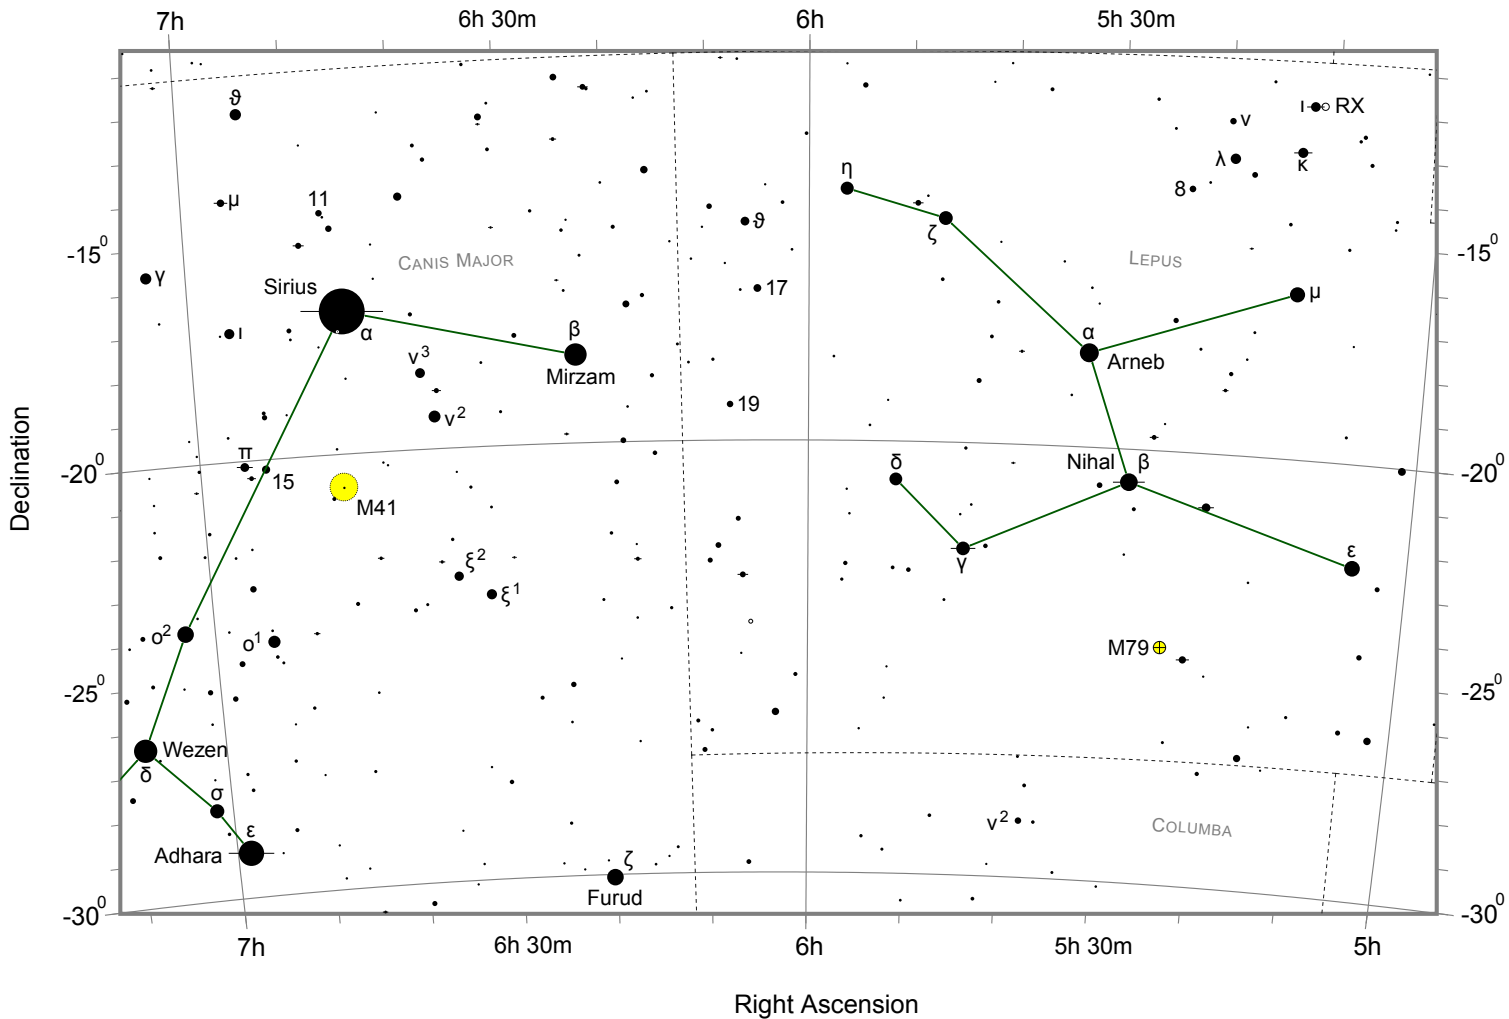 7h 6h 30m 6h 5h 30m
ϑ
ι RX
ν
λ κ
μ 11 η 8
ϑ
ζ
-15⁰ γ CANIS MAJOR LEPUS -15⁰
Sirius 17 μ
α β α
ι ν³ Mirzam Arneb
ν² 19
π δ Nihal β
-20⁰ 15 -20⁰
M41
ξ² γ ε
ξ¹
ο² ο¹ M79
-25⁰ -25⁰
Wezen
δ
σ ν² COLUMBA
ε
Adhara ζ
Furud
-30⁰ -30⁰
7h 6h 30m 6h 5h 30m 5h
Declination
Right Ascension